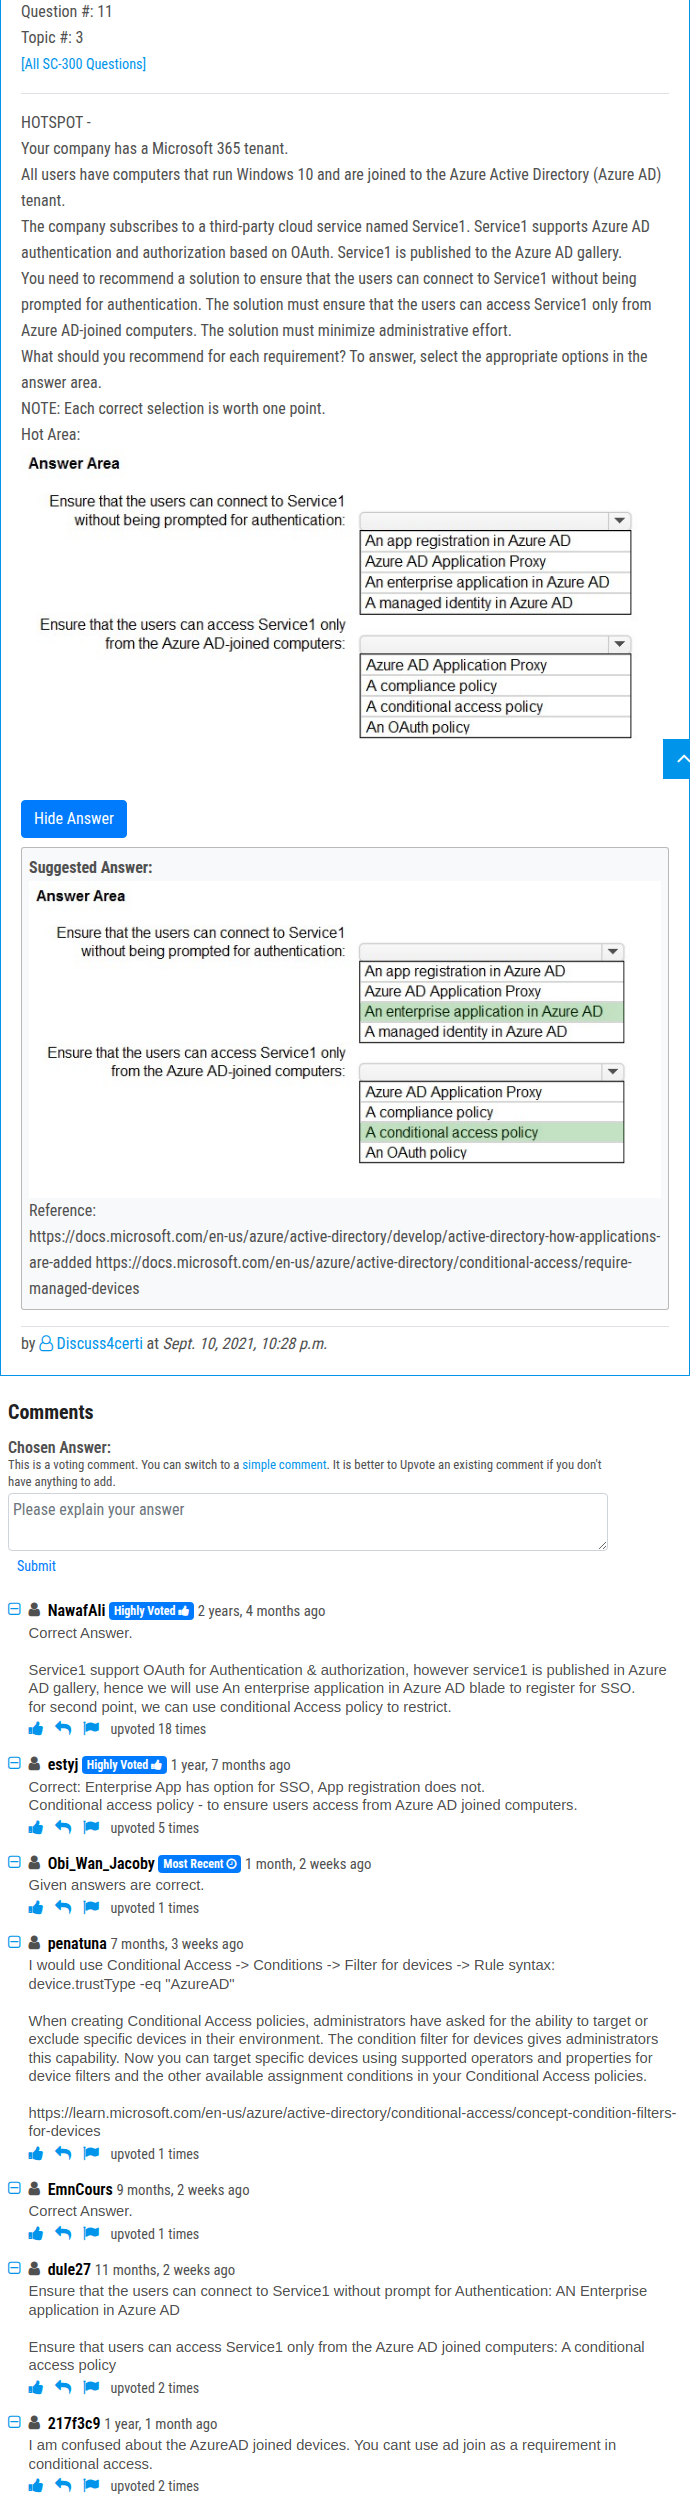 Question #: 11
Topic #: 3
[All SC-300 Questions]
HOTSPOT -
Your company has a Microsoft 365 tenant.
All users have computers that run Windows 10 and are joined to the Azure Active Directory (Azure AD)
tenant.
The company subscribes to a third-party cloud service named Service1. Service1 supports Azure AD
authentication and authorization based on OAuth. Service1 is published to the Azure AD gallery.
You need to recommend a solution to ensure that the users can connect to Service1 without being
prompted for authentication. The solution must ensure that the users can access Service1 only from
Azure AD-joined computers. The solution must minimize administrative effort.
What should you recommend for each requirement? To answer, select the appropriate options in the
answer area.
NOTE: Each correct selection is worth one point.
Hot Area:
Answer Area
Ensure that the users can connect to Service1
without being prompted for authentication:
An app registration in Azure AD
Azure AD Application Proxy
An enterprise application in Azure AD
A managed identity in Azure AD
Ensure that the users can access Service1 only
from the Azure AD-joined computers:
Azure AD Application Proxy
A compliance policy
A conditional access policy
An OAuth policy
Hide Answer
Suggested Answer:
Answer Area
Ensure that the users can connect to Service1
without being prompted for authentication:
An app registration in Azure AD
Azure AD Application Proxy
An enterprise application in Azure AD
A managed identity in Azure AD
Ensure that the users can access Service1 only
from the Azure AD-joined computers:
Azure AD Application Proxy
A compliance policy
A conditional access policy
An OAuth policy
Reference:
https://docs.microsoft.com/en-us/azure/active-directory/develop/active-directory-how-applications-
are-added https://docs.microsoft.com/en-us/azure/active-directory/conditional-access/require-
managed-devices
by Discuss4certi at Sept. 10, 2021, 10:28 p.m.
Comments
Chosen Answer:
This is a voting comment. You can switch to a simple comment. It is better to Upvote an existing comment if you don't
have anything to add.
Please explain your answer
Submit
NawafAli Highly Voted 2 years, 4 months ago
Correct Answer.
Service1 support OAuth for Authentication & authorization, however service1 is published in Azure
AD gallery, hence we will use An enterprise application in Azure AD blade to register for SSO.
for second point, we can use conditional Access policy to restrict.
upvoted 18 times
estyj Highly Voted 1 year, 7 months ago
Correct: Enterprise App has option for SSO, App registration does not.
Conditional access policy - to ensure users access from Azure AD joined computers.
upvoted 5 times
Obi_Wan_Jacoby Most Recent 1 month, 2 weeks ago
Given answers are correct.
upvoted 1 times
penatuna 7 months, 3 weeks ago
I would use Conditional Access -> Conditions -> Filter for devices -> Rule syntax:
device.trustType -eq "AzureAD"
When creating Conditional Access policies, administrators have asked for the ability to target or
exclude specific devices in their environment. The condition filter for devices gives administrators
this capability. Now you can target specific devices using supported operators and properties for
device filters and the other available assignment conditions in your Conditional Access policies.
https://learn.microsoft.com/en-us/azure/active-directory/conditional-access/concept-condition-filters-
for-devices
upvoted 1 times
EmnCours 9 months, 2 weeks ago
Correct Answer.
upvoted 1 times
dule27 11 months, 2 weeks ago
Ensure that the users can connect to Service1 without prompt for Authentication: AN Enterprise
application in Azure AD
Ensure that users can access Service1 only from the Azure AD joined computers: A conditional
access policy
upvoted 2 times
217f3c9 1 year, 1 month ago
I am confused about the AzureAD joined devices. You cant use ad join as a requirement in
conditional access.
upvoted 2 times